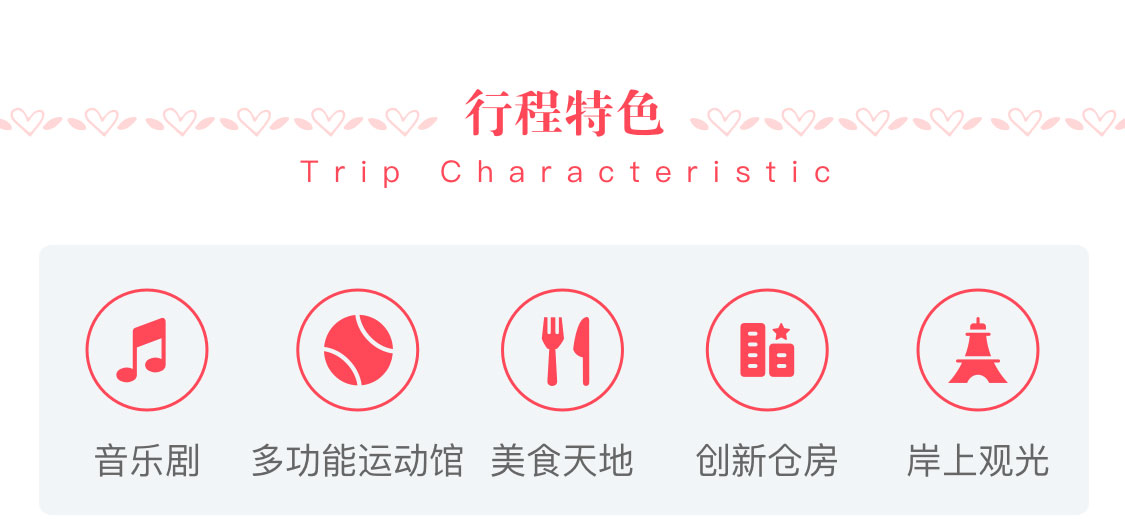 行程特色
Trip Characteristic
音乐剧
多功能运动馆
美食天地
创新仓房
岸上观光